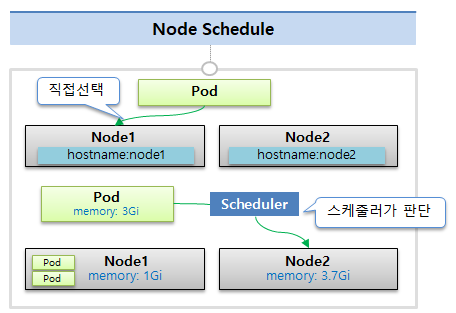 Node Schedule
직접선택
Pod
Node1
hostname:node1
Node2
hostname:node2
Pod
memory: 3Gi
Scheduler
스케줄러가 판단
Pod
Pod
Node1
memory: 1Gi
Node2
memory: 3.7Gi